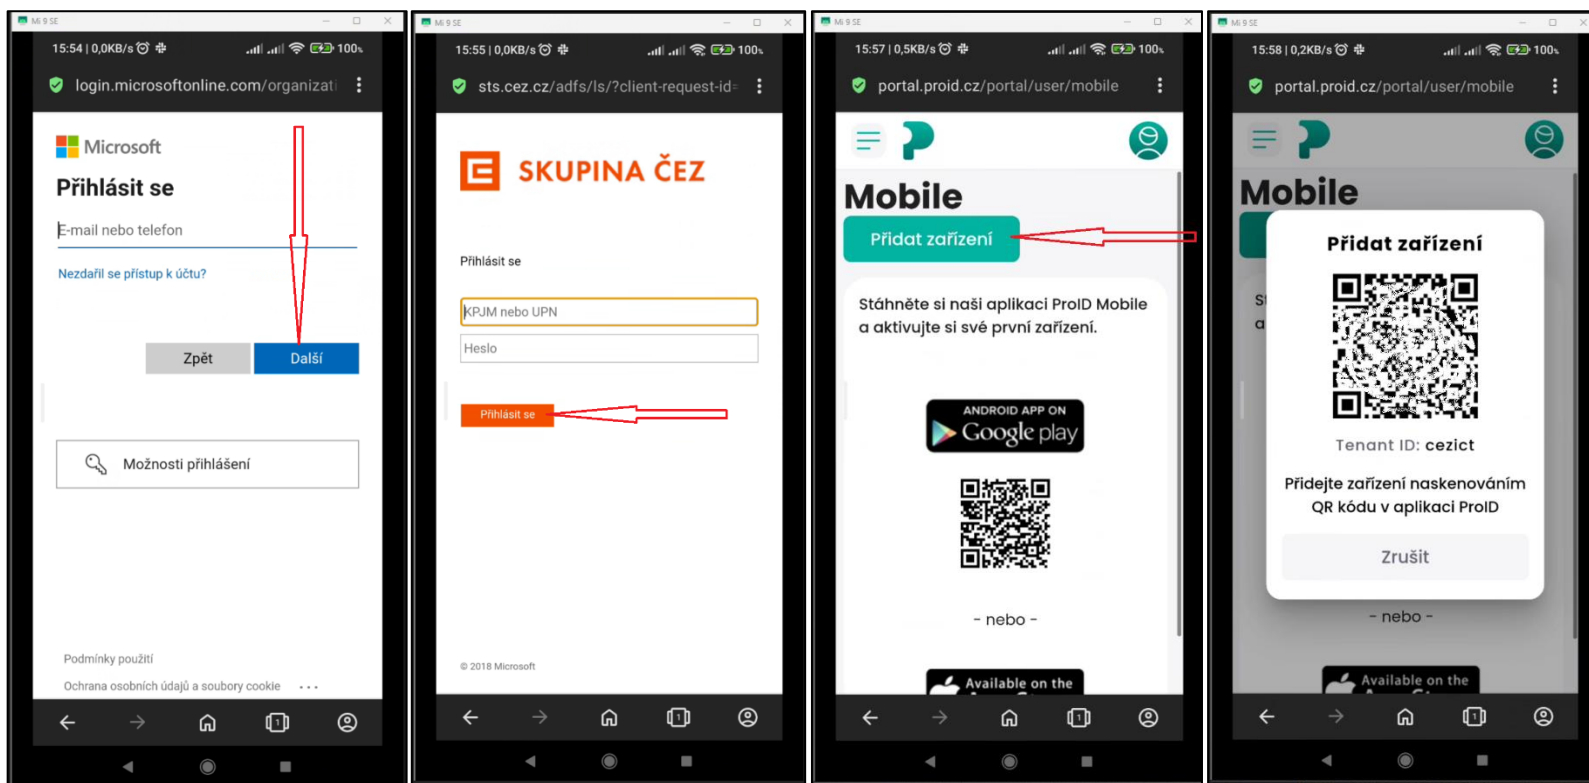 Mi 9 SE
15:54 | 0,0KB/s
100%
login.microsoftonline.com/organizati
Microsoft
Přihlásit se
E-mail nebo telefon
Nezdařil se přístup k účtu?
Zpět
Další
Možnosti přihlášení
Podmínky použití
Ochrana osobních údajů a soubory cookie
1
Mi 9 SE
15:55 | 0,0KB/s
100%
sts.cez.cz/adfs/ls/?client-request-id=
SKUPINA ČEZ
Přihlásit se
KPJM nebo UPN
Heslo
Přihlásit se
© 2018 Microsoft
1
Mi 9 SE
15:57 | 0,5KB/s
100%
portal.proid.cz/portal/user/mobile
Mobile
Přidat zařízení
Stáhněte si naši aplikaci ProID Mobile
a aktivujte si své první zařízení.
ANDROID APP ON
Google play
- nebo -
Available on the
1
Mi 9 SE
15:58 | 0,2KB/s
100%
portal.proid.cz/portal/user/mobile
Mobile
Přidat zařízení
Tenant ID: cezict
Přidejte zařízení naskenováním
QR kódu v aplikaci ProID
Zrušit
- nebo -
Available on the
1